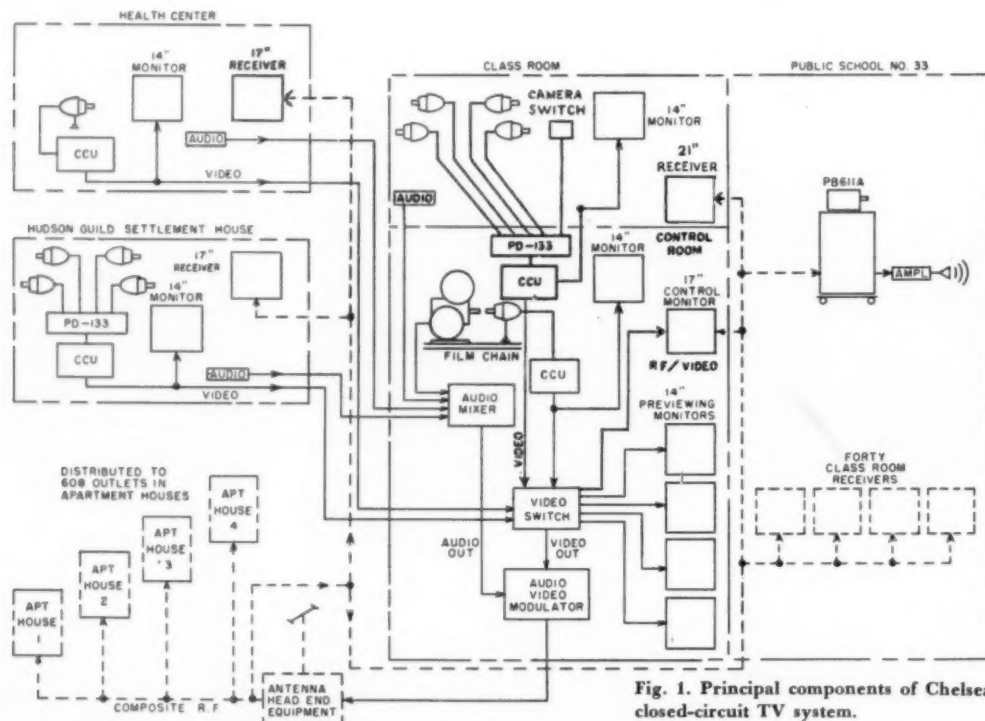 HEALTH CENTER
14"
MONITOR
17"
RECEIVER
CCU
AUDIO
VIDEO
HUDSON GUILD SETTLEMENT HOUSE
17"
RECEIVER
14"
MONITOR
PD-133
CCU
AUDIO
VIDEO
CLASS ROOM
CAMERA
SWITCH
14"
MONITOR
21"
RECEIVER
AUDIO
PD-133
CCU
CONTROL
ROOM
14"
MONITOR
17"
CONTROL
MONITOR
RF/VIDEO
FILM CHAIN
CCU
AUDIO
MIXER
VIDEO
14"
PREVIEWING
MONITORS
VIDEO
SWITCH
AUDIO
OUT
VIDEO
OUT
AUDIO
VIDEO
MODULATOR
PUBLIC SCHOOL NO. 33
PB611A
AMPL
FORTY
CLASS ROOM
RECEIVERS
DISTRIBUTED TO
608 OUTLETS IN
APARTMENT HOUSES
APT
HOUSE
1
APT
HOUSE
2
APT
HOUSE
3
APT
HOUSE
4
COMPOSITE R.F
ANTENNA
HEAD END
EQUIPMENT
Fig. 1. Principal components of Chelsea
closed-circuit TV system.